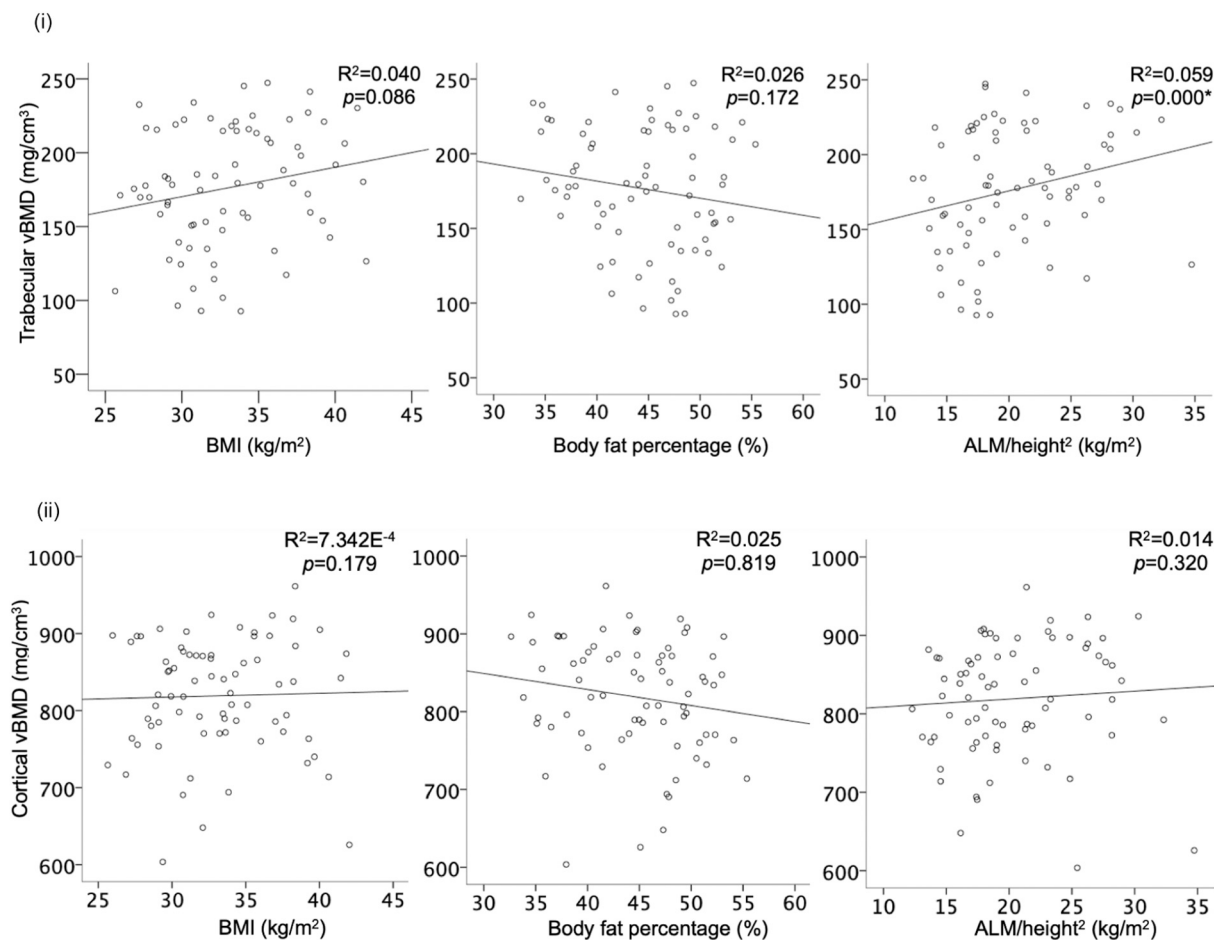 (i)
Trabecular vBMD (mg/cm³)
250
200
150
100
50
R²=0.040
p=0.086
25 30 35 40 45
BMI (kg/m²)
250
200
150
100
50
R²=0.026
p=0.172
30 35 40 45 50 55 60
Body fat percentage (%)
250
200
150
100
50
R²=0.059
p=0.000*
10 15 20 25 30 35
ALM/height² (kg/m²)
(ii)
Cortical vBMD (mg/cm³)
1000
900
800
700
600
R²=7.342E⁻⁴
p=0.179
25 30 35 40 45
BMI (kg/m²)
1000
900
800
700
600
R²=0.025
p=0.819
30 35 40 45 50 55 60
Body fat percentage (%)
1000
900
800
700
600
R²=0.014
p=0.320
10 15 20 25 30 35
ALM/height² (kg/m²)